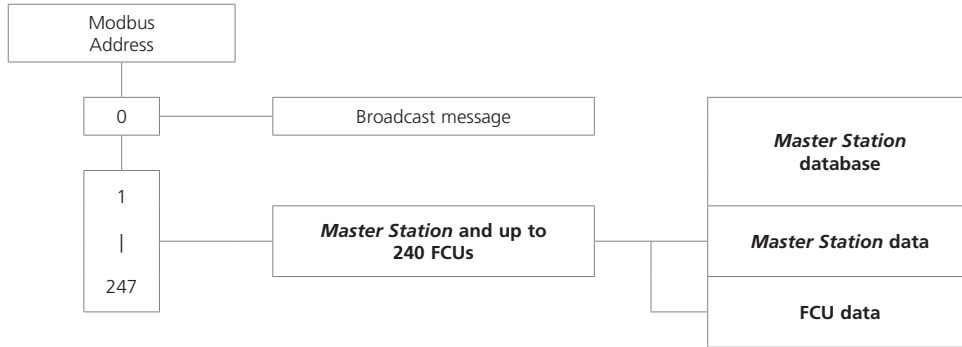 Modbus
Address
0
Broadcast message
1
|
247
Master Station and up to
240 FCUs
Master Station
database
Master Station data
FCU data